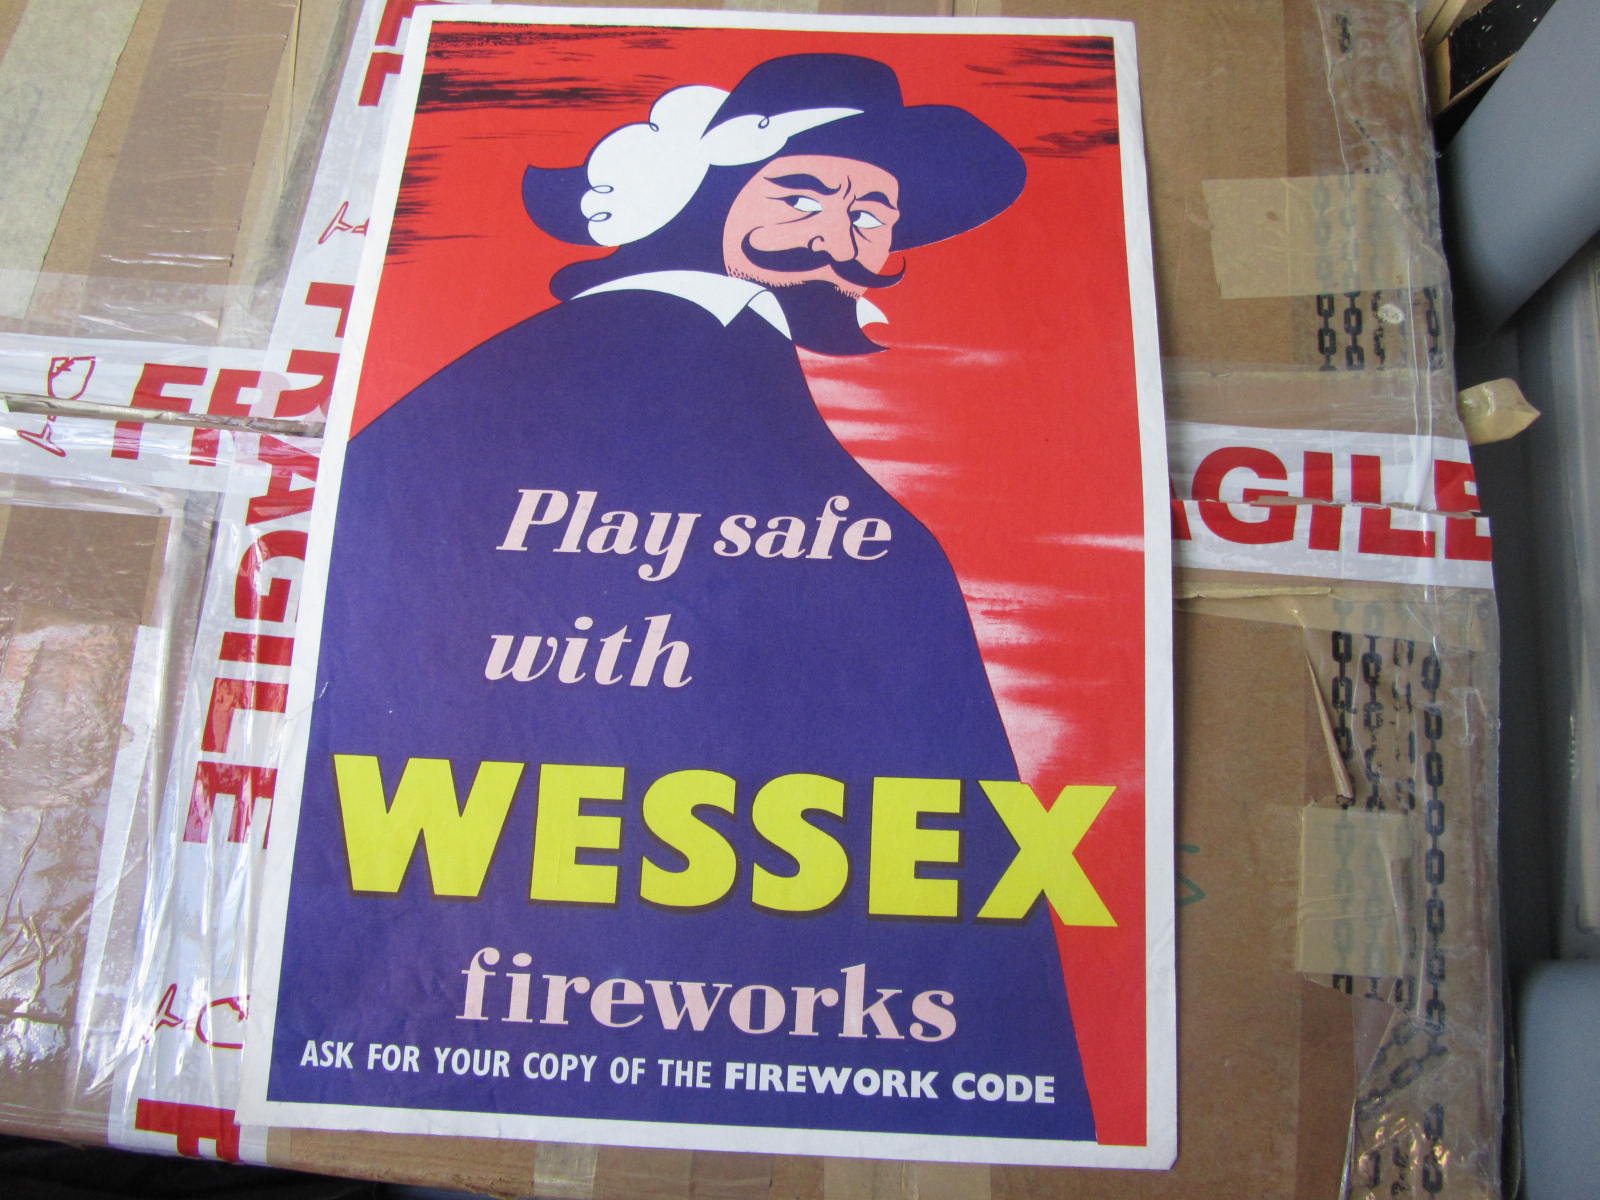 Play safe
with
WESSEX
fireworks
ASK FOR YOUR COPY OF THE FIREWORK CODE
FRAGILE
AGILE